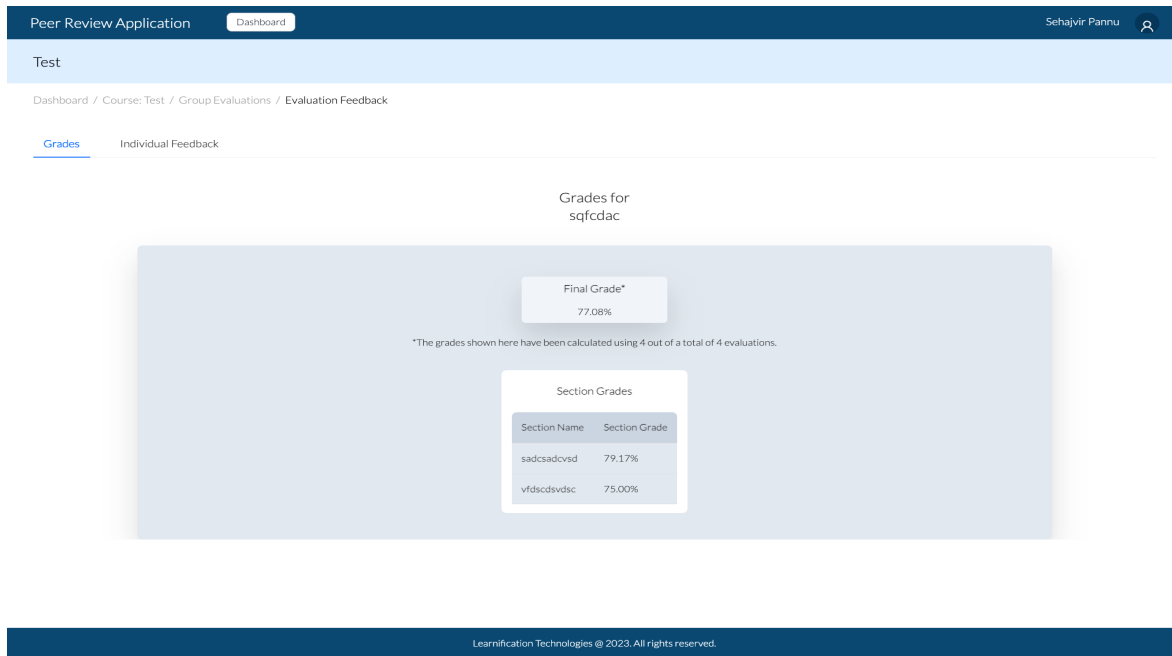 Peer Review Application Dashboard Sehajvir Pannu
Test
Dashboard / Course: Test / Group Evaluations / Evaluation Feedback
Grades Individual Feedback
Grades for
sqfcdac
Final Grade*
77.08%
*The grades shown here have been calculated using 4 out of a total of 4 evaluations.
Section Grades
Section Name Section Grade
sadcsadcvsd 79.17%
vfdscdsvdsc 75.00%
Learnification Technologies @ 2023. All rights reserved.